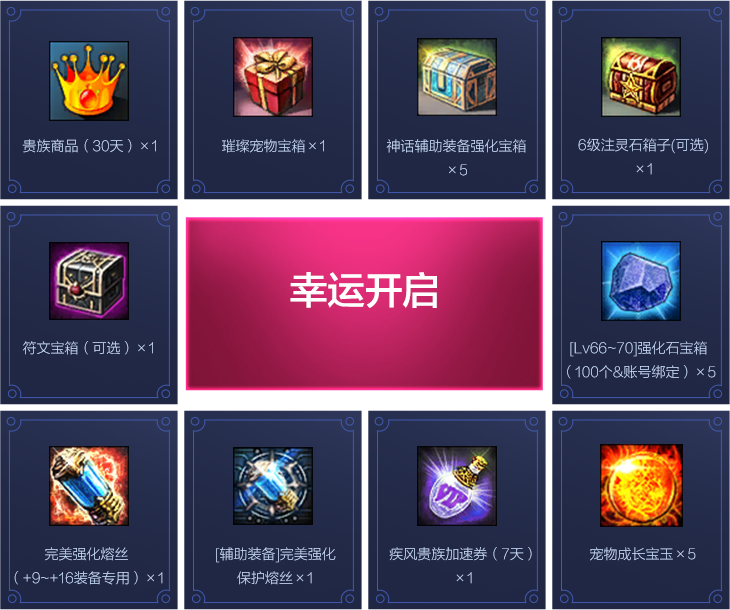 贵族商品（30天）×1
璀璨宠物宝箱×1
神话辅助装备强化宝箱
×5
6级注灵石箱子(可选)
×1
符文宝箱（可选）×1
幸运开启
[Lv66~70]强化石宝箱
（100个&账号绑定）×5
完美强化熔丝
（+9~+16装备专用）×1
[辅助装备]完美强化
保护熔丝×1
VIP
疾风贵族加速券（7天）
×1
宠物成长宝玉×5